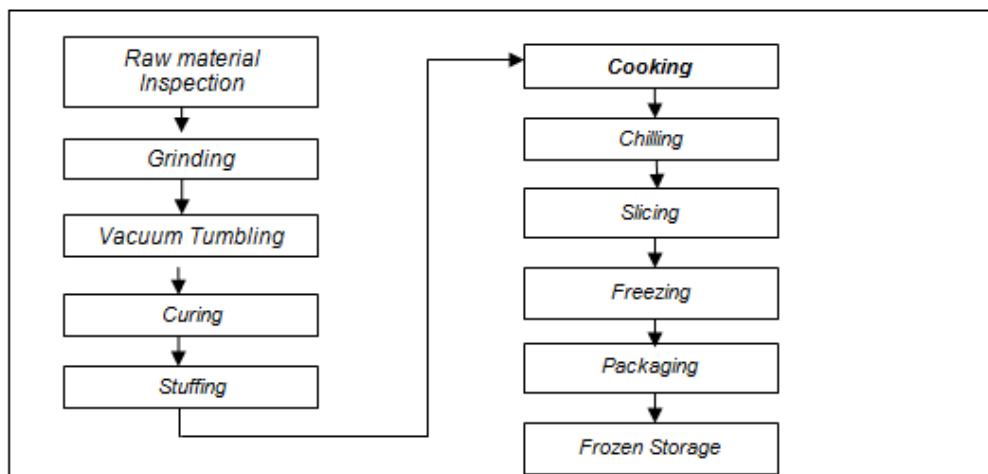 Raw material
Inspection
Grinding
Vacuum Tumbling
Curing
Stuffing
Cooking
Chilling
Slicing
Freezing
Packaging
Frozen Storage